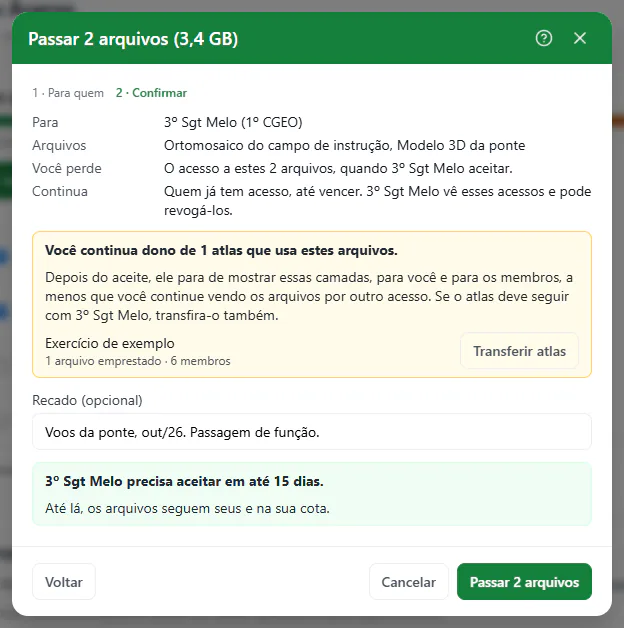 Passar 2 arquivos (3,4 GB)
1 · Para quem 2 · Confirmar
Para 3º Sgt Melo (1º CGEO)
Arquivos Ortomosaico do campo de instrução, Modelo 3D da ponte
Você perde O acesso a estes 2 arquivos, quando 3º Sgt Melo aceitar.
Continua Quem já tem acesso, até vencer. 3º Sgt Melo vê esses acessos e pode
revogá-los.
Você continua dono de 1 atlas que usa estes arquivos.
Depois do aceite, ele para de mostrar essas camadas, para você e para os membros, a
menos que você continue vendo os arquivos por outro acesso. Se o atlas deve seguir
com 3º Sgt Melo, transfira-o também.
Exercício de exemplo
1 arquivo emprestado · 6 membros
Transferir atlas
Recado (opcional)
Voos da ponte, out/26. Passagem de função.
3º Sgt Melo precisa aceitar em até 15 dias.
Até lá, os arquivos seguem seus e na sua cota.
Voltar Cancelar Passar 2 arquivos